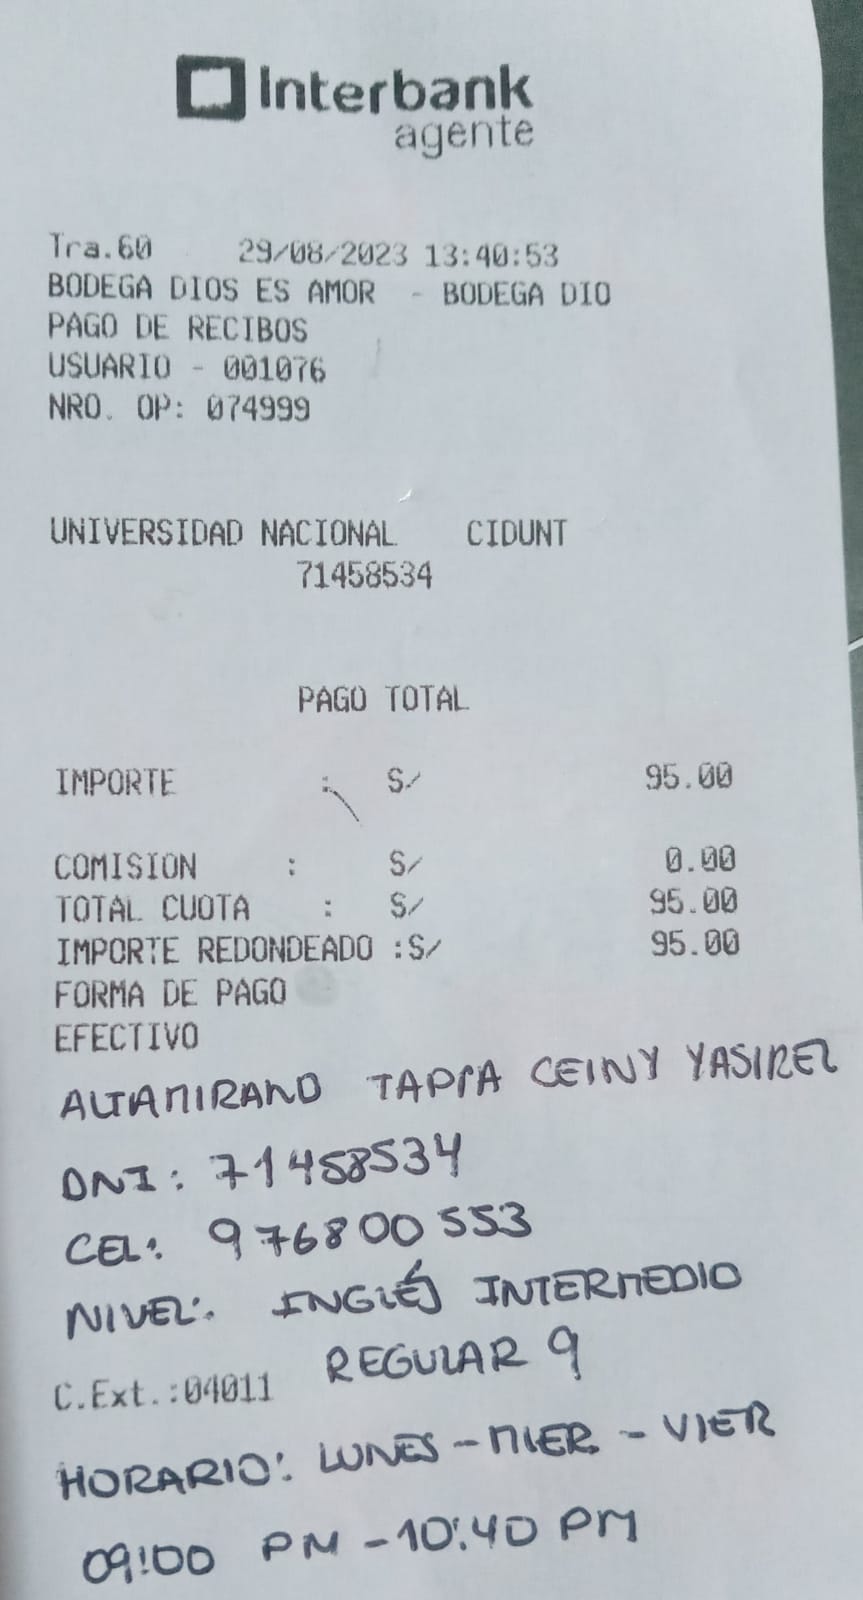 Interbank
agente
Tra.60 29/08/2023 13:40:53
BODEGA DIOS ES AMOR - BODEGA DIO
PAGO DE RECIBOS
USUARIO - 001076
NRO. OP: 074999
UNIVERSIDAD NACIONAL CIDUNT
71458534
PAGO TOTAL
IMPORTE : S/ 95.00
COMISION : S/ 0.00
TOTAL CUOTA : S/ 95.00
IMPORTE REDONDEADO :S/ 95.00
FORMA DE PAGO
EFECTIVO
ALTAMIRANO TAPIA CEINY YASIREL
DNI: 71458534
CEL: 976800553
NIVEL: INGLÉS INTERMEDIO
REGULAR 9
C.Ext.:04011
HORARIO: LUNES - MIER - VIER
09:00 PM - 10:40 PM